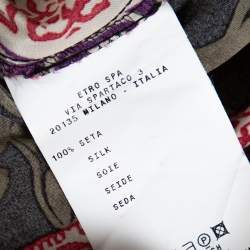 ETRO SPA
VIA SPARTACO 3
20135 MILANO - ITALIA
100% SETA
SILK
SOIE
SEIDE
SEDA